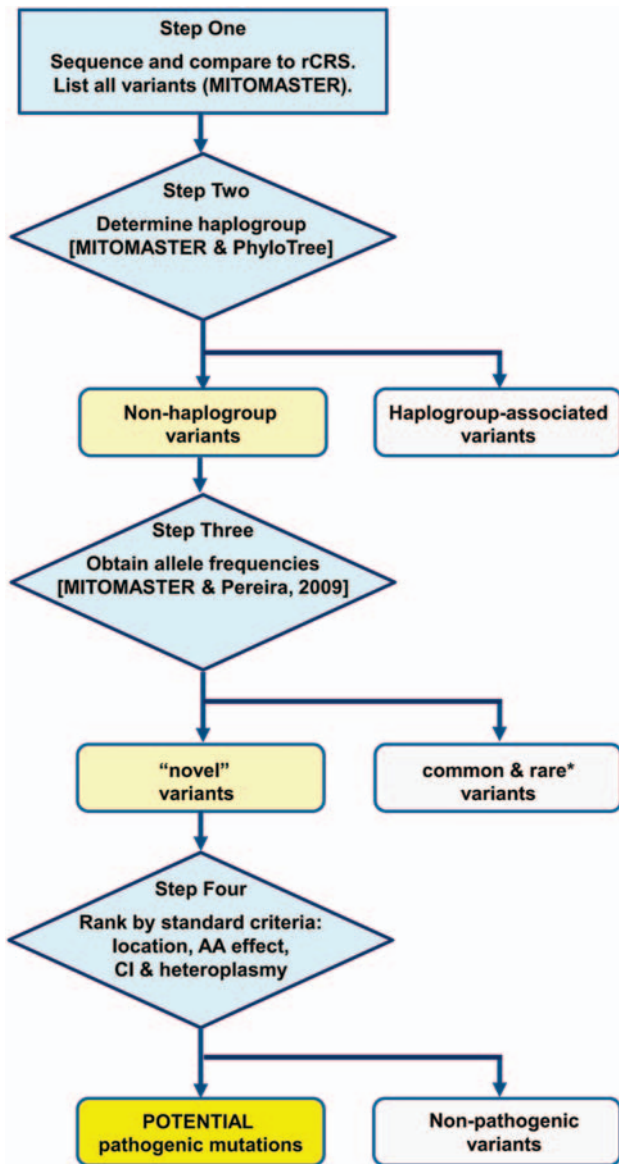 Step One
Sequence and compare to rCRS.
List all variants (MITOMASTER).
Step Two
Determine haplogroup
[MITOMASTER & PhyloTree]
Non-haplogroup
variants
Haplogroup-associated
variants
Step Three
Obtain allele frequencies
[MITOMASTER & Pereira, 2009]
“novel”
variants
common & rare*
variants
Step Four
Rank by standard criteria:
location, AA effect,
CI & heteroplasmy
POTENTIAL
pathogenic mutations
Non-pathogenic
variants